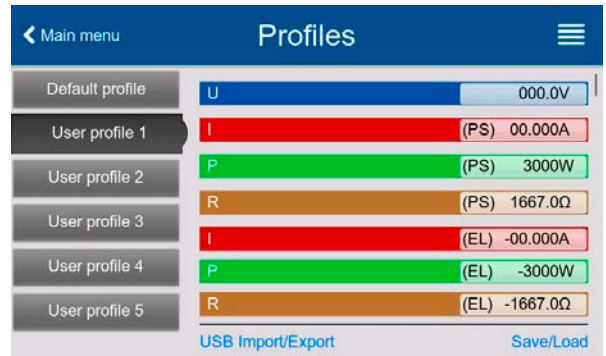 Main menu
Profiles
Default profile
User profile 1
User profile 2
User profile 3
User profile 4
User profile 5
U 000.0V
I (PS) 00.000A
P (PS) 3000W
R (PS) 1667.0Ω
I (EL) -00.000A
P (EL) -3000W
R (EL) -1667.0Ω
USB Import/Export
Save/Load